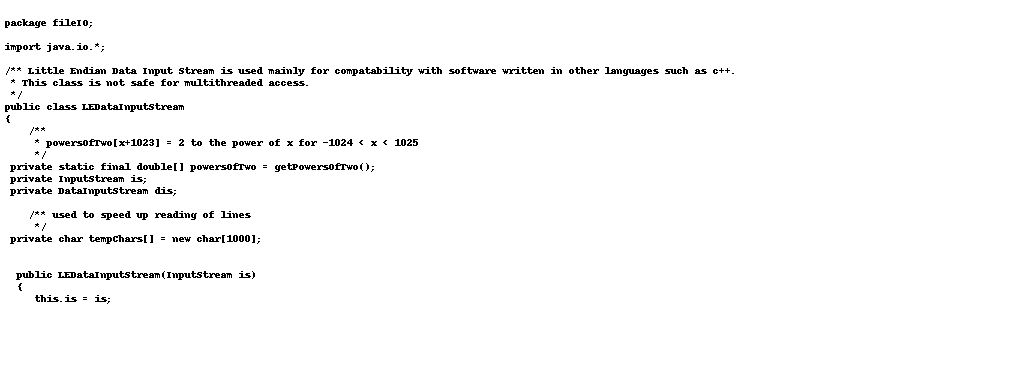 package fileIO;

import java.io.*;

/** Little Endian Data Input Stream is used mainly for compatability with software written in other languages such as c++.
 * This class is not safe for multithreaded access.
 */
public class LEDataInputStream
{
    /**
     * powersOfTwo[x+1023] = 2 to the power of x for -1024 < x < 1025
     */
 private static final double[] powersOfTwo = getPowersOfTwo();
 private InputStream is;
 private DataInputStream dis;

    /** used to speed up reading of lines
     */
 private char tempChars[] = new char[1000];


  public LEDataInputStream(InputStream is)
  {
     this.is = is;